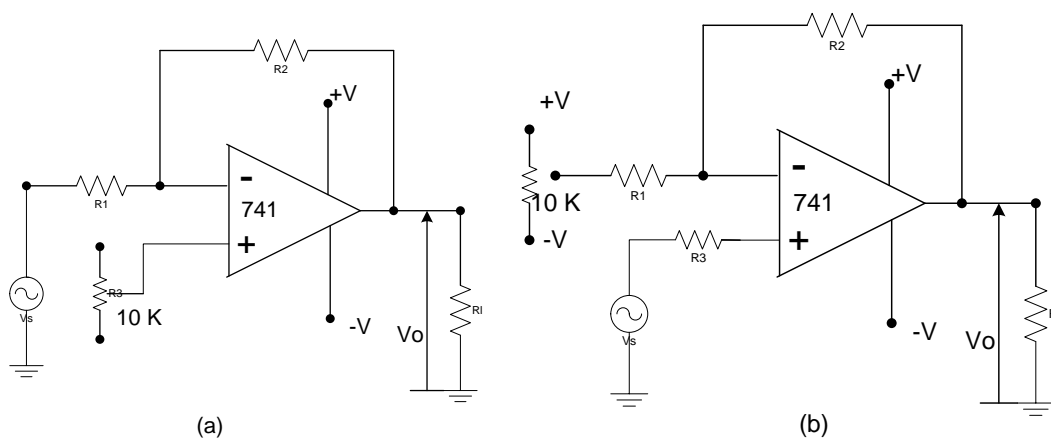 R2
+V
R1
-
741
+
R3
10 K
Vs
-V
Vo
Rl
(a)
R2
+V
+V
R1
10 K
-
741
-V
R3
+
Vs
-V
Vo
(b)